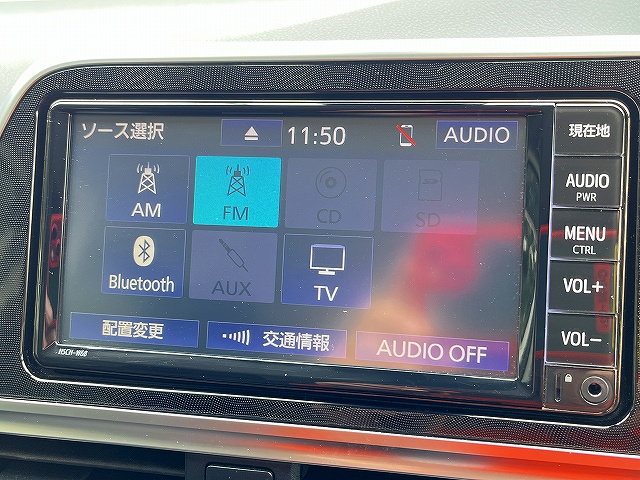 ソース選択 11:50 AUDIO
AM FM CD SD
Bluetooth AUX TV
配置変更 交通情報 AUDIO OFF
現在地
AUDIO
PWR
MENU
CTRL
VOL+
VOL−
NSCN-W68